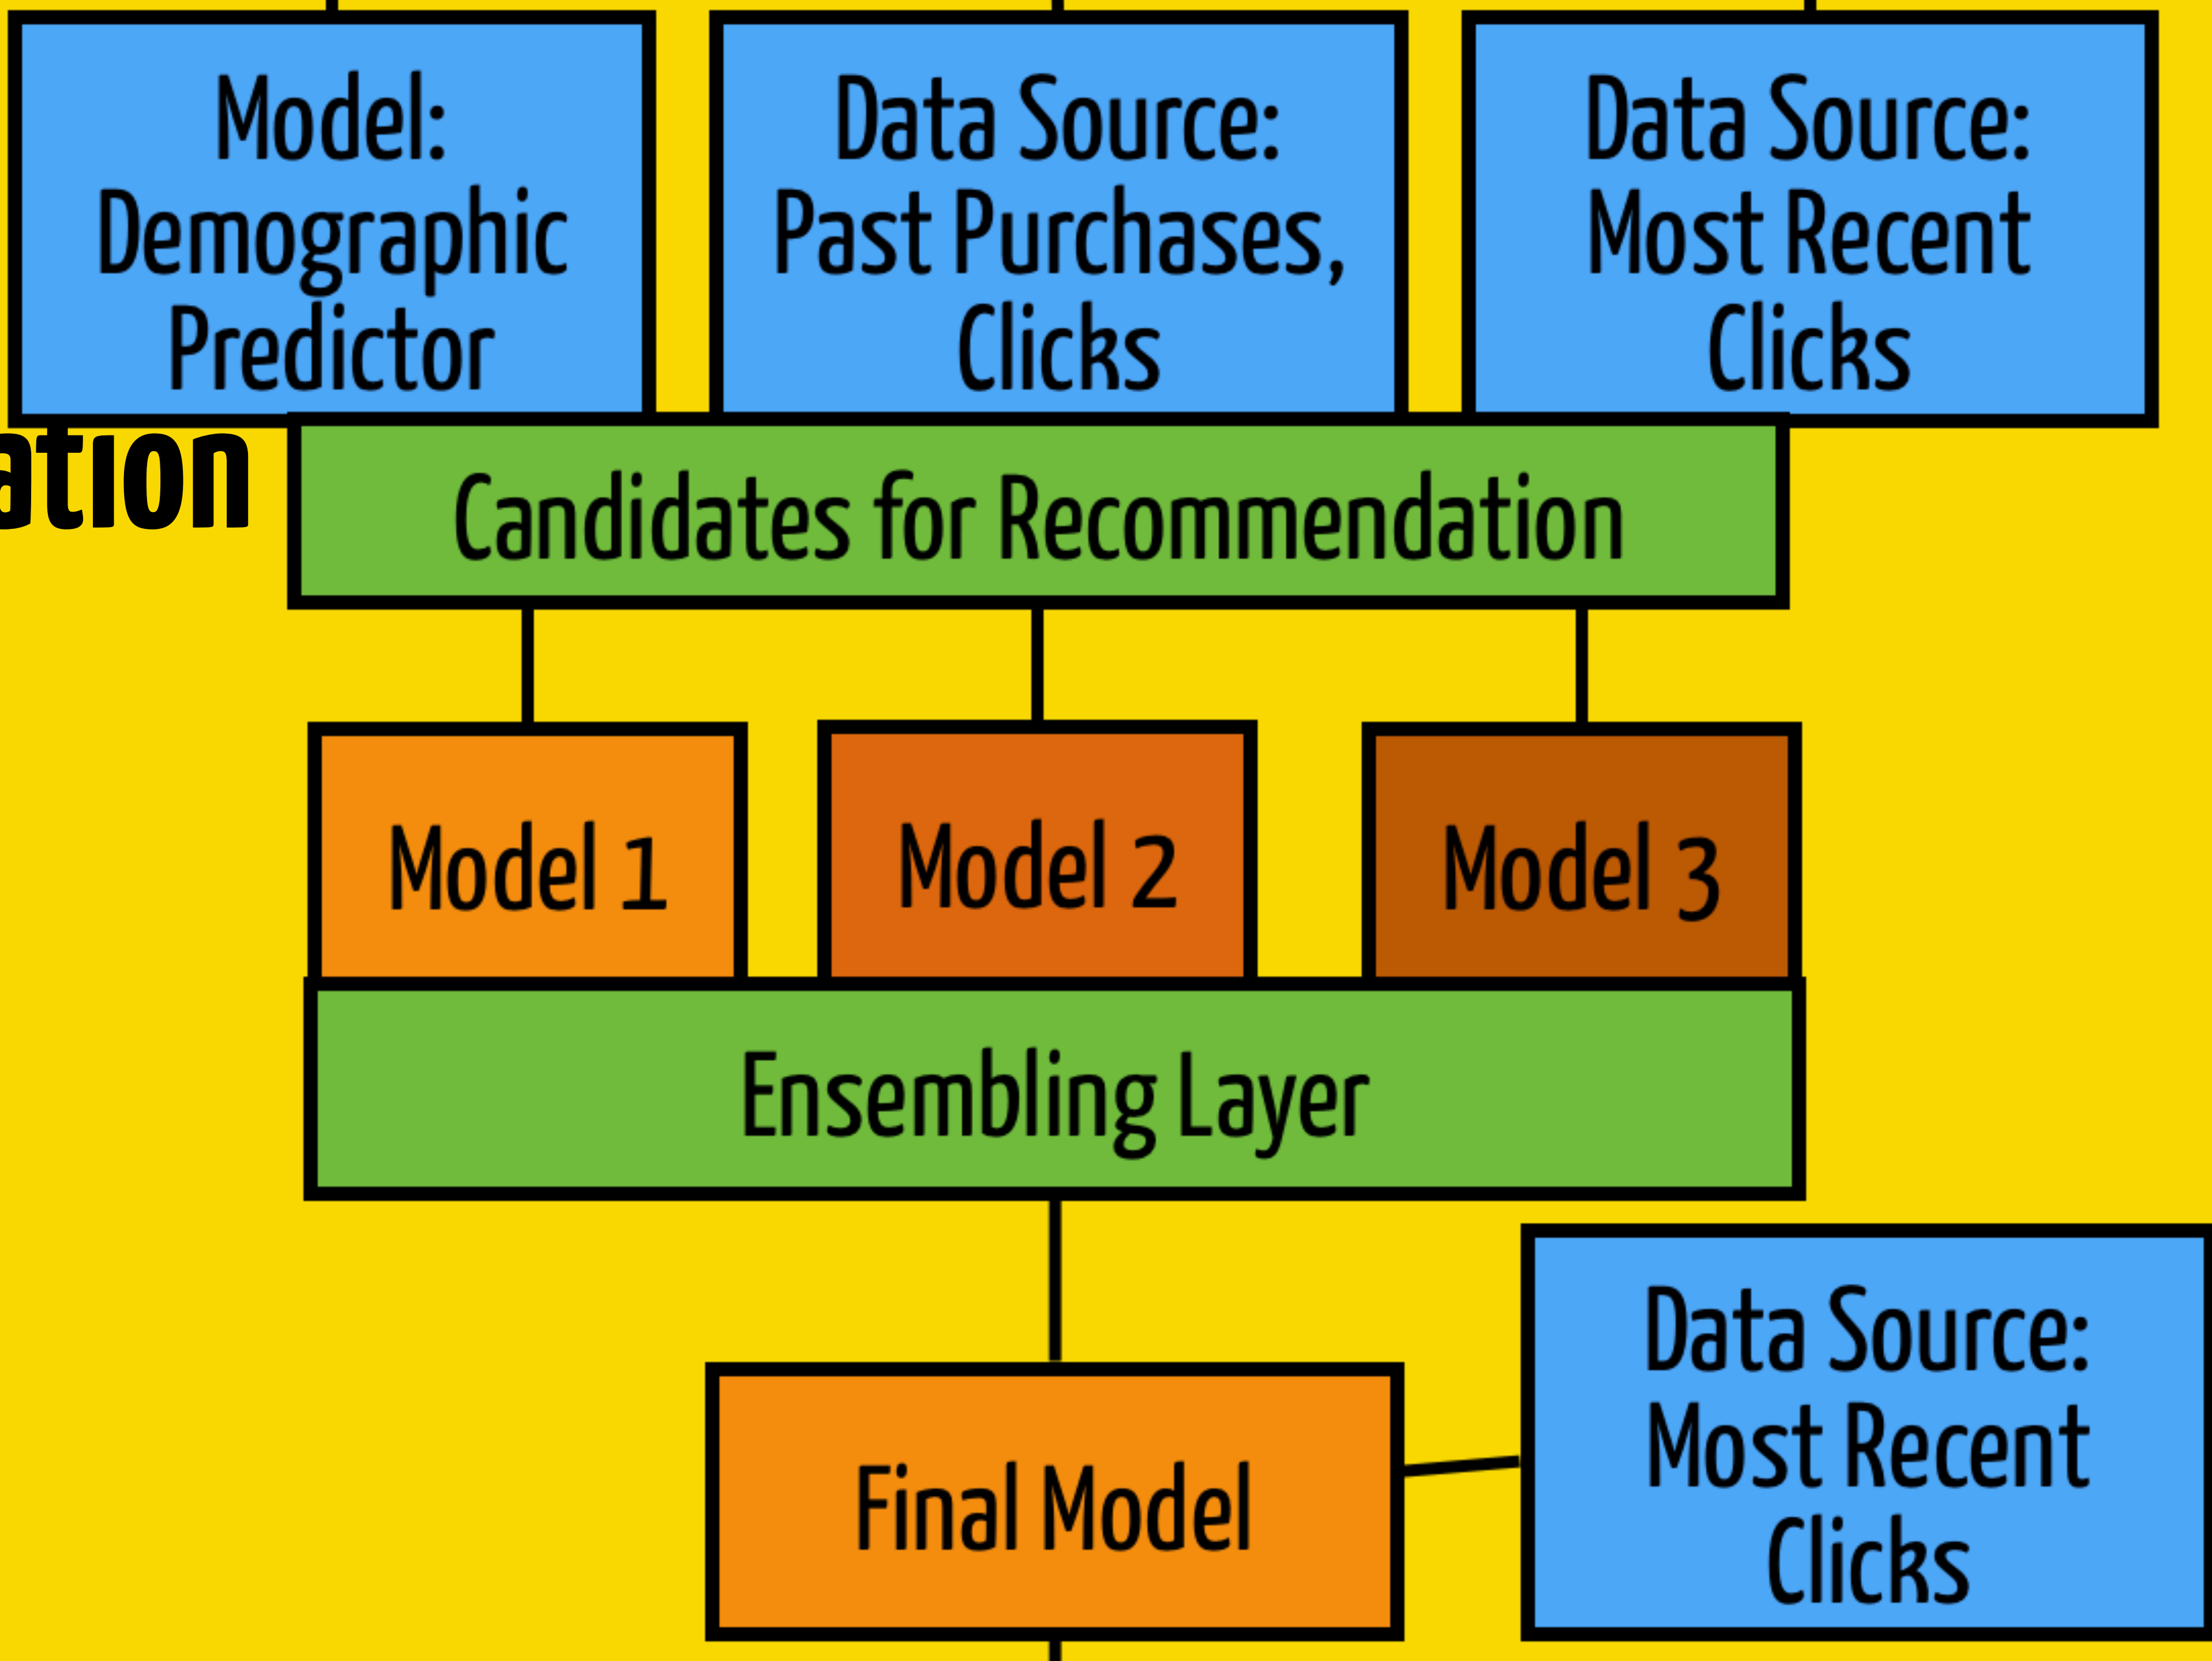 Model:
Demographic
Predictor
Data Source:
Past Purchases,
Clicks
Data Source:
Most Recent
Clicks
Candidates for Recommendation
Model 1
Model 2
Model 3
Ensembling Layer
Final Model
Data Source:
Most Recent
Clicks